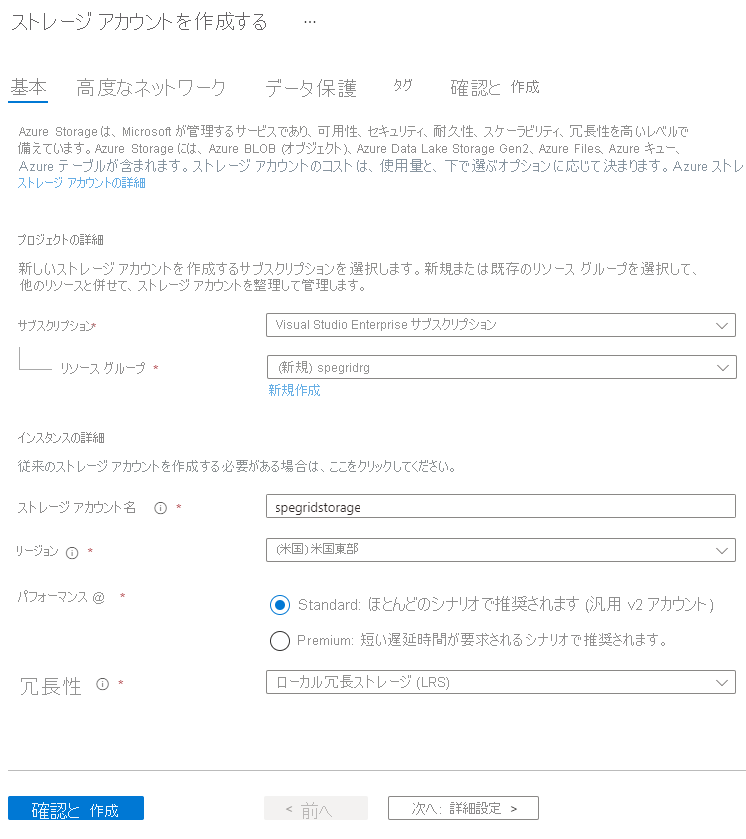 ストレージ アカウントを作成する ...
基本 高度なネットワーク データ保護 タグ 確認と 作成
Azure Storageは、Microsoft が管理するサービスであり、可用性、セキュリティ、耐久性、スケーラビリティ、冗長性を高いレベルで
備えています。Azure Storage には、Azure BLOB (オブジェクト)、Azure Data Lake Storage Gen2、Azure Files、Azure キュー、
Azure テーブルが含まれます。ストレージ アカウントのコストは、使用量と、下で選ぶオプションに応じて決まります。Azure ストレ
ストレージ アカウントの詳細
プロジェクトの詳細
新しいストレージ アカウントを作成するサブスクリプションを選択します。新規または既存のリソース グループを選択して、
他のリソースと併せて、ストレージ アカウントを整理して管理します。
サブスクリプション* Visual Studio Enterprise サブスクリプション
リソース グループ * (新規) spegridrg
新規作成
インスタンスの詳細
従来のストレージ アカウントを作成する必要がある場合は、ここをクリックしてください。
ストレージ アカウント名 * spegridstorage
リージョン * (米国) 米国東部
パフォーマンス @ * Standard: ほとんどのシナリオで推奨されます (汎用 v2 アカウント)
Premium: 短い遅延時間が要求されるシナリオで推奨されます。
冗長性 * ローカル冗長ストレージ (LRS)
確認と 作成 < 前へ 次へ: 詳細設定 >